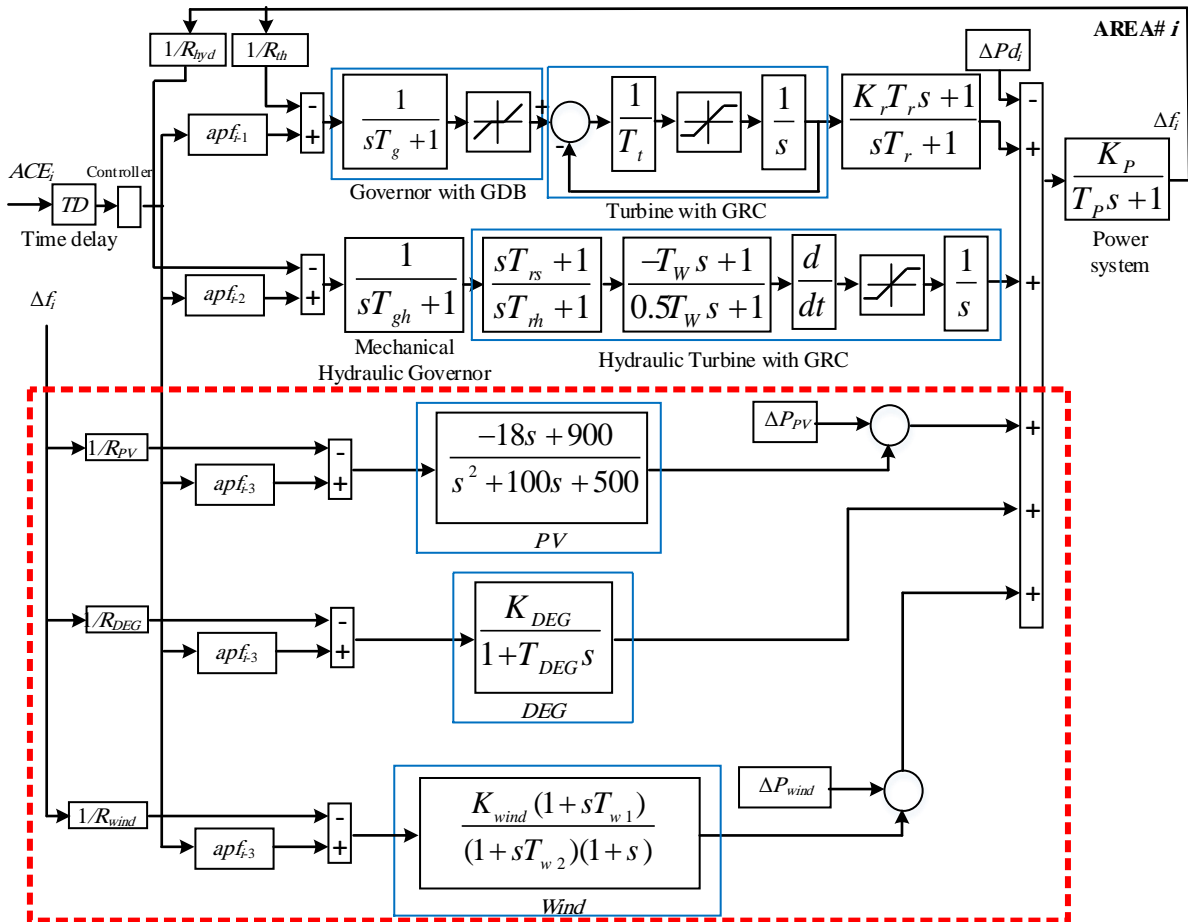 AREA# i
1/R_hyd
1/R_th
ΔPd_i
-
+
apf_i-1
1
sT_g +1
+
-
1
T_t
1
s
K_r T_r s +1
sT_r +1
-
+
Δf_i
K_P
T_P s +1
Power
system
Governor with GDB
Turbine with GRC
ACE_i
TD
Controller
Time delay
-
+
apf_i-2
1
sT_gh +1
Mechanical
Hydraulic Governor
sT_rs +1
sT_rh +1
-T_W s +1
0.5T_W s +1
d
dt
1
s
+
Hydraulic Turbine with GRC
Δf_i
1/R_PV
-
+
apf_i-3
-18s + 900
s^2 +100s + 500
PV
ΔP_PV
+
1/R_DEG
-
+
apf_i-3
K_DEG
1+T_DEG s
DEG
+
+
1/R_wind
-
+
apf_i-3
K_wind (1+sT_w1)
(1+sT_w2)(1+s)
Wind
ΔP_wind